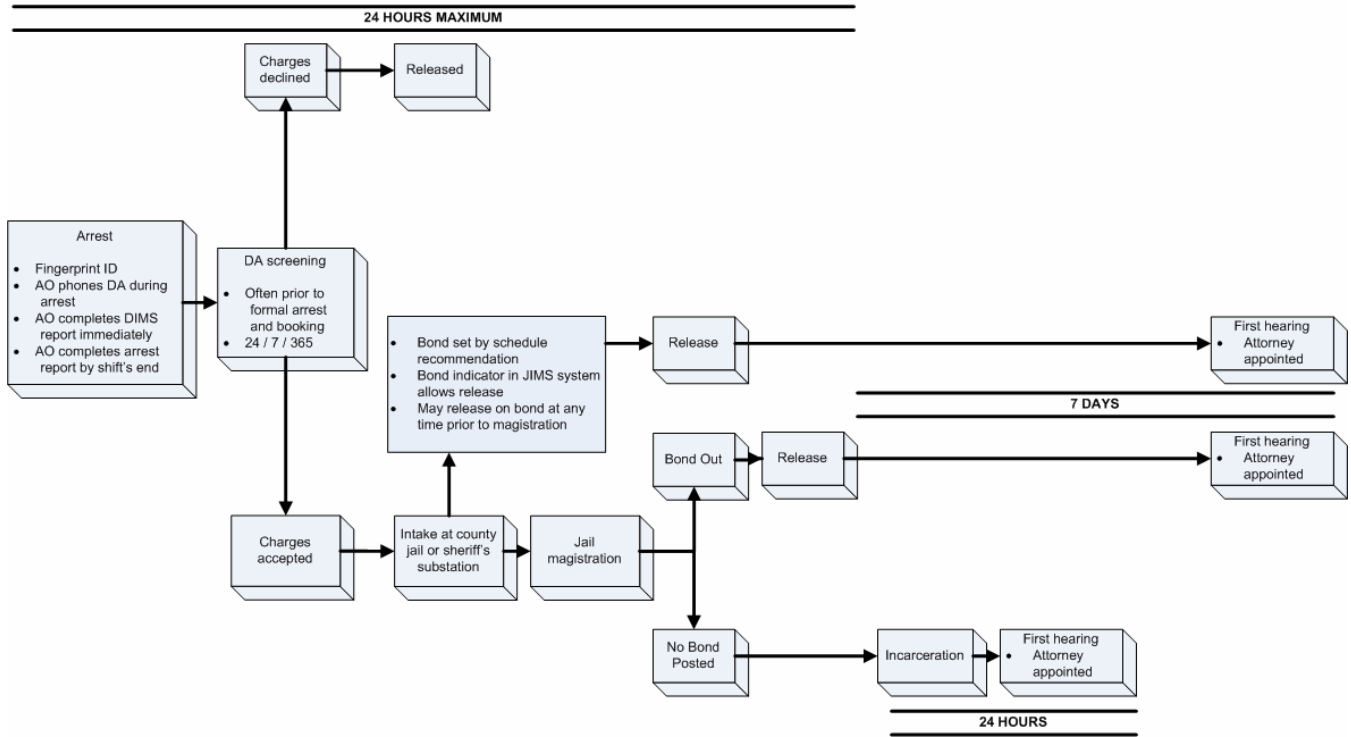 24 HOURS MAXIMUM
Charges
declined
Released
Arrest
• Fingerprint ID
• AO phones DA during
arrest
• AO completes DIMS
report immediately
• AO completes arrest
report by shift's end
DA screening
• Often prior to
formal arrest
and booking
• 24 / 7 / 365
• Bond set by schedule
recommendation
• Bond indicator in JIMS system
allows release
• May release on bond at any
time prior to magistration
Release
First hearing
• Attorney
appointed
7 DAYS
Bond Out
Release
First hearing
• Attorney
appointed
Charges
accepted
Intake at county
jail or sheriff's
substation
Jail
magistration
No Bond
Posted
Incarceration
First hearing
• Attorney
appointed
24 HOURS